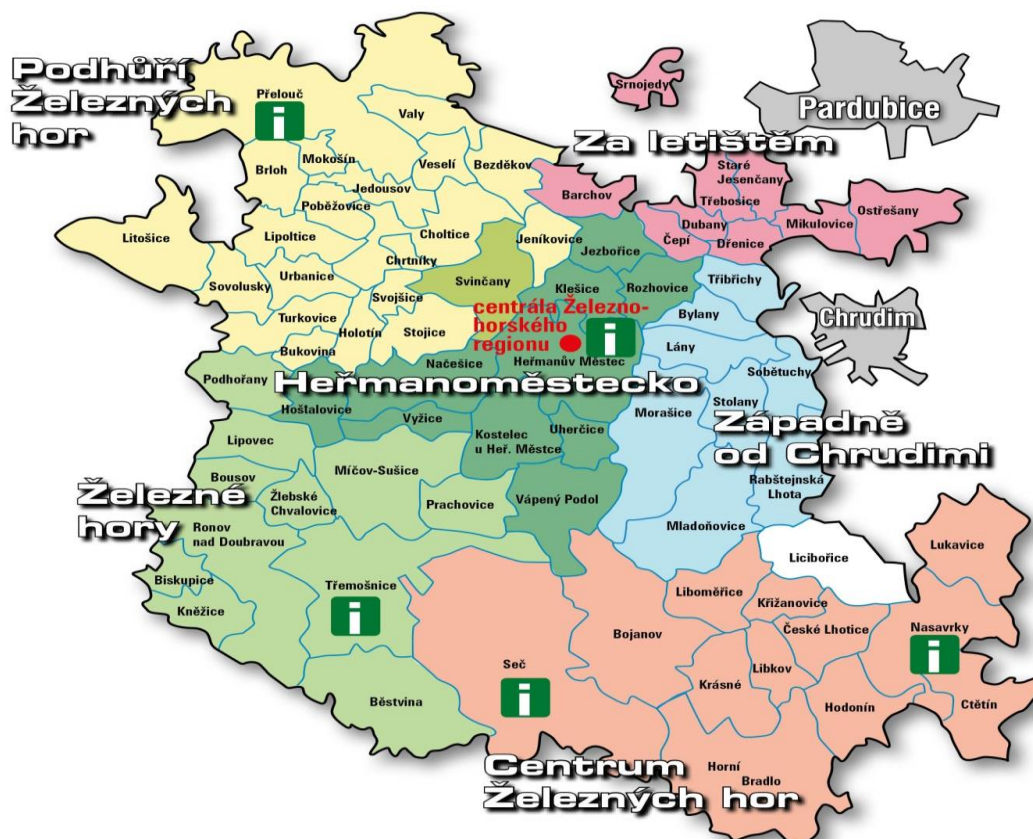 Podhůří
Železných
hor
Přelouč
i
Valy
Mokošín
Brloh
Veselí
Bezděkov
Jedousov
Poběžovice
Litošice
Lipoltice
Choltice
Jeníkovice
Chrtníky
Urbanice
Sovolusky
Svojšice
Svinčany
Turkovice
Holotín
Stojice
Bukovina
Srnojedy
Pardubice
Za letištěm
Staré
Jesenčany
Barchov
Třebosice
Ostřešany
Dubany
Mikulovice
Čepí
Dřenice
Jezbořice
Klešice
Rozhovice
centrála Železno-
horského
regionu
i
Načešice
Heřmanův Městec
Heřmanoměstecko
Hošťalovice
Vyžice
Kostelec
u Heř. Městce
Úherčice
Vápený Podol
Třibřichy
Bylany
Chrudim
Lány
Sobětuchy
Stolany
Morašice
Západně
od Chrudimi
Rabštejnská
Lhota
Mladoňovice
Podhořany
Lipovec
Bousov
Míčov-Sušice
Žlebské
Chvalovice
Prachovice
Železné
hory
Ronov
nad Doubravou
Biskupice
Kněžice
Třemošnice
i
Běstvina
Licibořice
Lukavice
Liboměřice
Křižanovice
Bojanov
České Lhotice
Nasavrky
i
Seč
i
Libkov
Krásné
Hodonín
Ctětín
Horní
Bradlo
Centrum
Železných hor